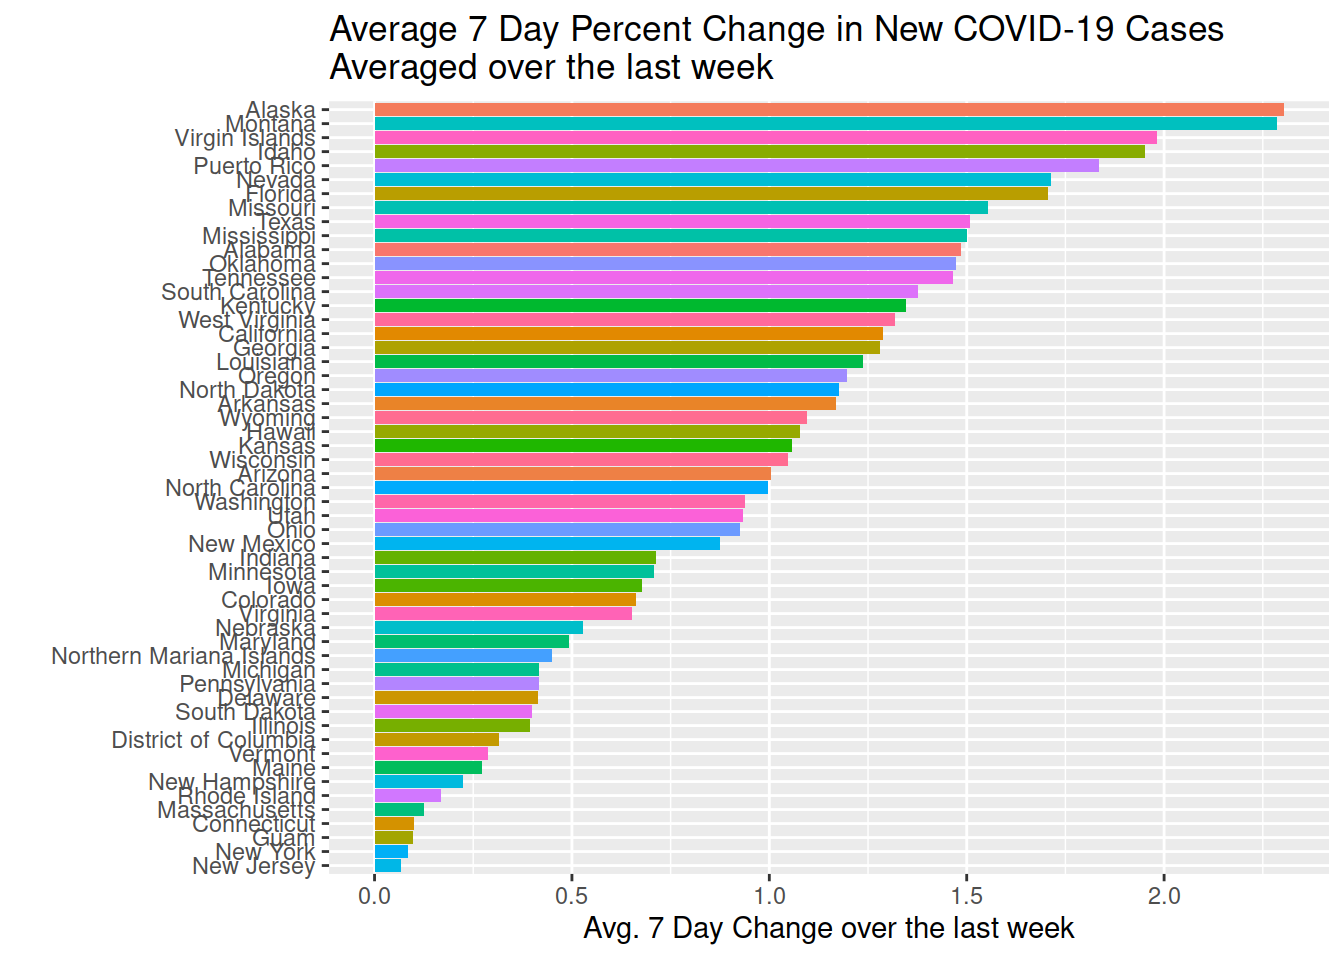 Average 7 Day Percent Change in New COVID-19 Cases
Averaged over the last week
Alaska
Montana
Virgin Islands
Idaho
Puerto Rico
Nevada
Florida
Missouri
Texas
Mississippi
Alabama
Oklahoma
Tennessee
South Carolina
Kentucky
West Virginia
California
Georgia
Louisiana
Oregon
North Dakota
Arkansas
Wyoming
Hawaii
Kansas
Wisconsin
Arizona
North Carolina
Washington
Utah
Ohio
New Mexico
Indiana
Minnesota
Iowa
Colorado
Virginia
Nebraska
Maryland
Northern Mariana Islands
Michigan
Pennsylvania
Delaware
South Dakota
Illinois
District of Columbia
Vermont
Maine
New Hampshire
Rhode Island
Massachusetts
Connecticut
Guam
New York
New Jersey
0.0 0.5 1.0 1.5 2.0
Avg. 7 Day Change over the last week